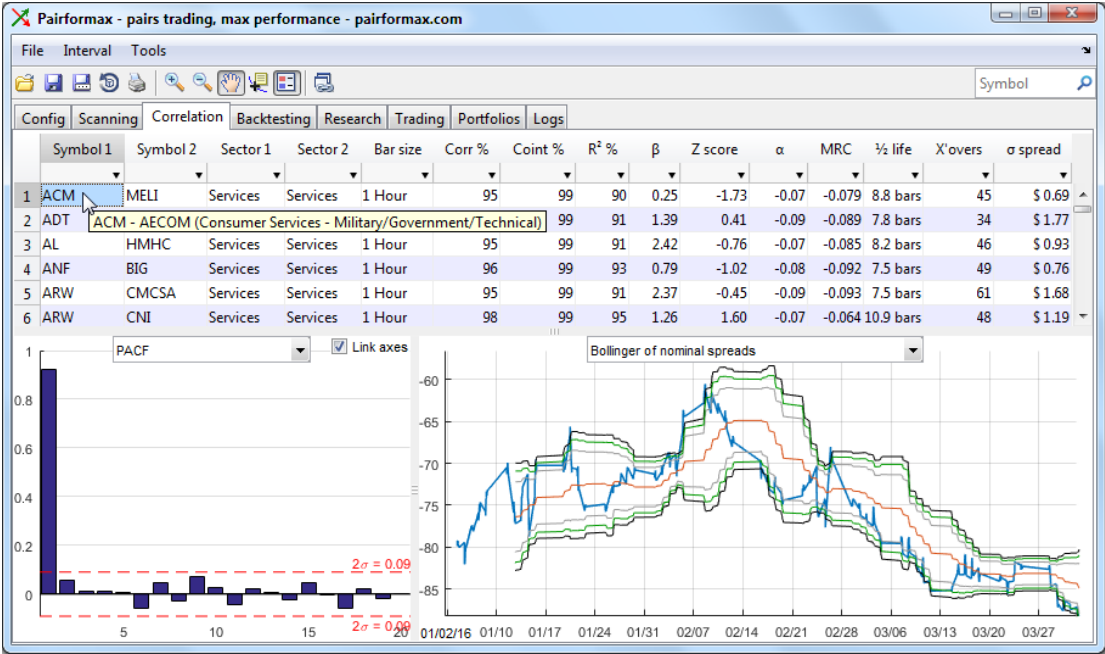 Pairformax - pairs trading, max performance - pairformax.com
File Interval Tools
Symbol
Config Scanning Correlation Backtesting Research Trading Portfolios Logs
Symbol 1 Symbol 2 Sector 1 Sector 2 Bar size Corr % Coint % R² % β Z score α MRC ½ life X'overs σ spread
1 ACM MELI Services Services 1 Hour 95 99 90 0.25 -1.73 -0.07 -0.079 8.8 bars 45 $ 0.69
2 ADT ACM - AECOM (Consumer Services - Military/Government/Technical) 99 91 1.39 0.41 -0.09 -0.089 7.8 bars 34 $ 1.77
3 AL HMHC Services Services 1 Hour 95 99 91 2.42 -0.76 -0.07 -0.085 8.2 bars 46 $ 0.93
4 ANF BIG Services Services 1 Hour 96 99 93 0.79 -1.02 -0.08 -0.092 7.5 bars 49 $ 0.76
5 ARW CMCSA Services Services 1 Hour 95 99 91 2.37 -0.45 -0.09 -0.093 7.5 bars 61 $ 1.68
6 ARW CNI Services Services 1 Hour 98 99 95 1.26 1.60 -0.07 -0.064 10.9 bars 48 $ 1.19
PACF Link axes
1
0.8
0.6
0.4
0.2
0
2σ = 0.09
2σ = 0.09
5 10 15 20
Bollinger of nominal spreads
-60
-65
-70
-75
-80
-85
01/02/16 01/10 01/17 01/24 01/31 02/07 02/14 02/21 02/28 03/06 03/13 03/20 03/27